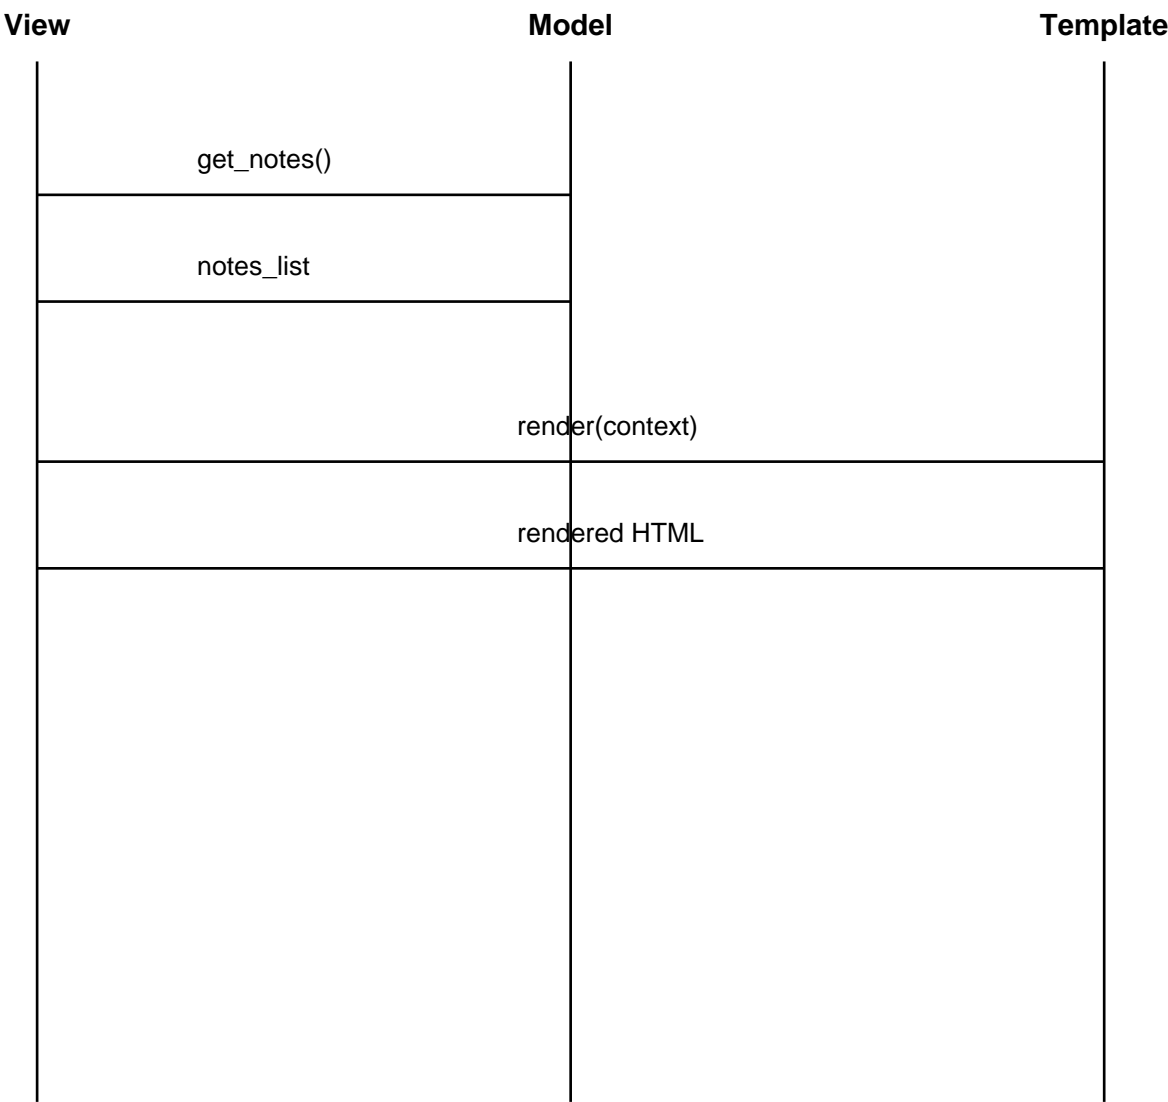 View Model Template
get_notes()
notes_list
render(context)
rendered HTML